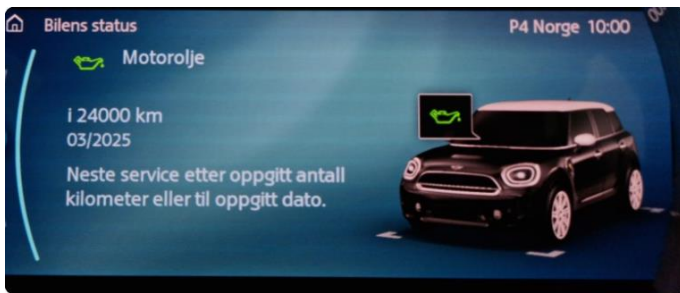 Bilens status
P4 Norge 10:00
Motorolje
i 24000 km
03/2025
Neste service etter oppgitt antall
kilometer eller til oppgitt dato.